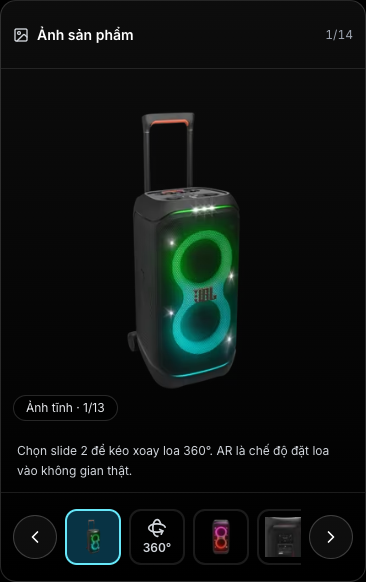 Ảnh sản phẩm
1/14
JBL
Ảnh tĩnh · 1/13
Chọn slide 2 để kéo xoay loa 360°. AR là chế độ đặt loa
vào không gian thật.
360°